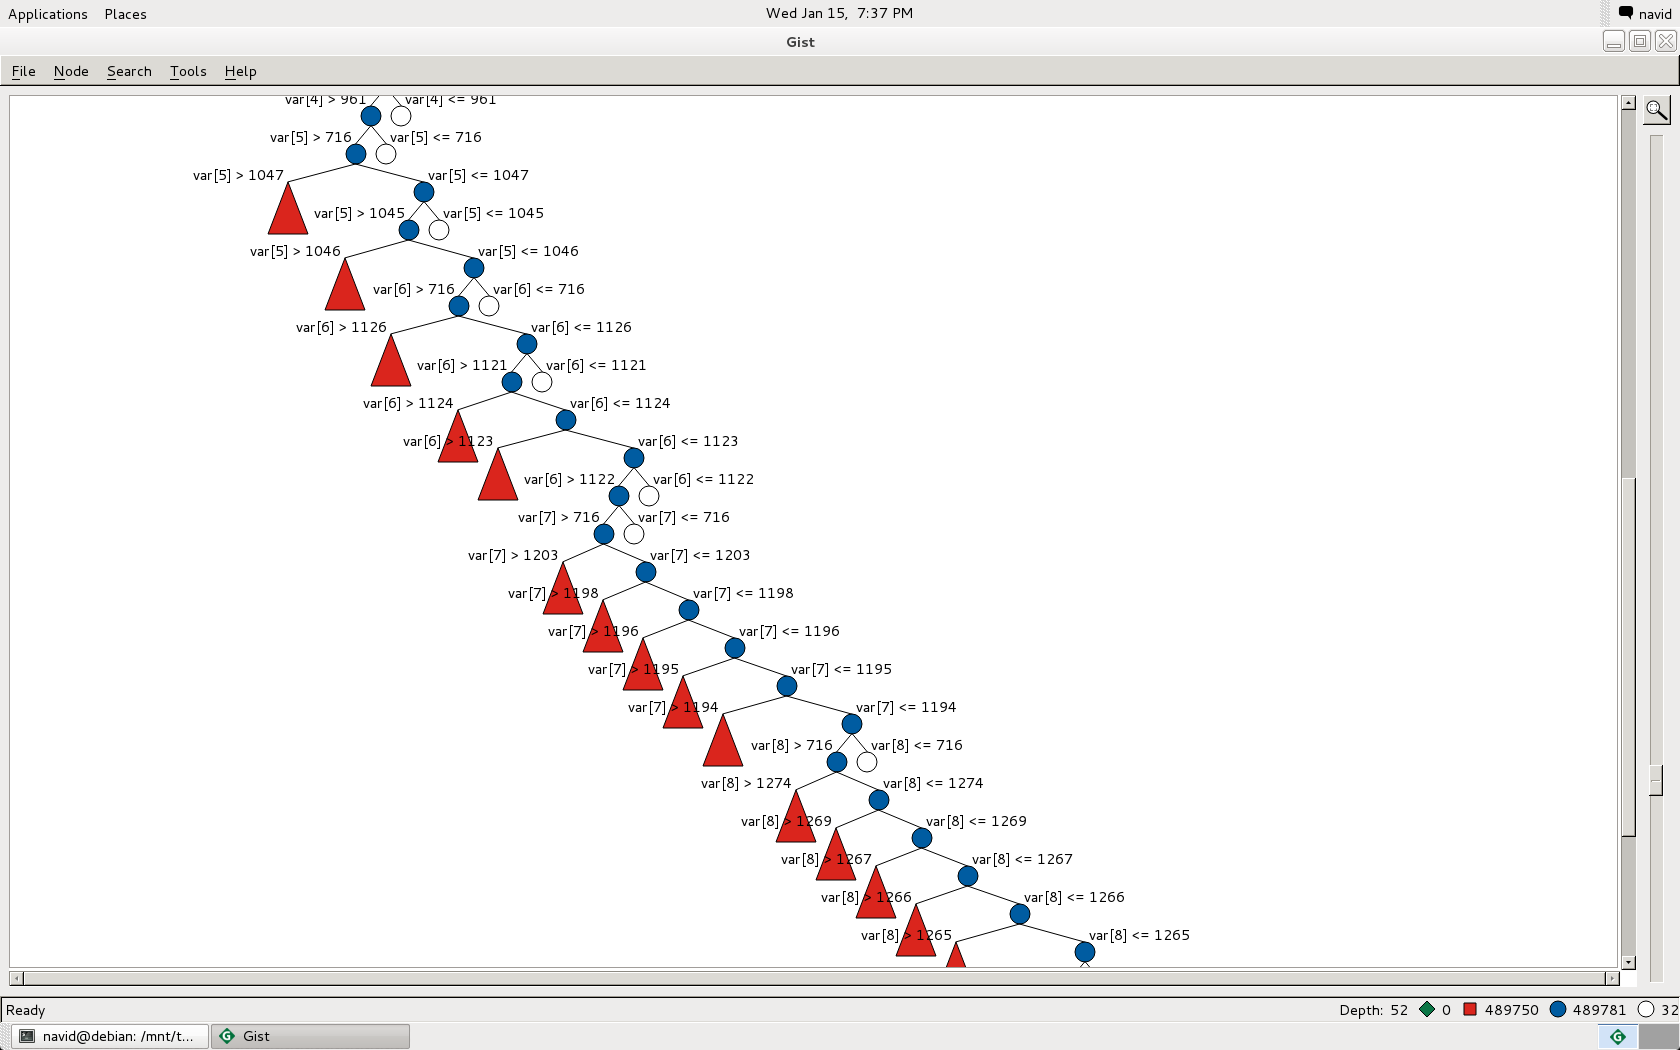 Applications Places Wed Jan 15, 7:37 PM navid
Gist
File Node Search Tools Help
var[4] > 961 var[4] <= 961
var[5] > 716 var[5] <= 716
var[5] > 1047 var[5] <= 1047
var[5] > 1045 var[5] <= 1045
var[5] > 1046 var[5] <= 1046
var[6] > 716 var[6] <= 716
var[6] > 1126 var[6] <= 1126
var[6] > 1121 var[6] <= 1121
var[6] > 1124 var[6] <= 1124
var[6] > 1123 var[6] <= 1123
var[6] > 1122 var[6] <= 1122
var[7] > 716 var[7] <= 716
var[7] > 1203 var[7] <= 1203
var[7] > 1198 var[7] <= 1198
var[7] > 1196 var[7] <= 1196
var[7] > 1195 var[7] <= 1195
var[7] > 1194 var[7] <= 1194
var[8] > 716 var[8] <= 716
var[8] > 1274 var[8] <= 1274
var[8] > 1269 var[8] <= 1269
var[8] > 1267 var[8] <= 1267
var[8] > 1266 var[8] <= 1266
var[8] > 1265 var[8] <= 1265
Ready Depth: 52 0 489750 489781 32
navid@debian: /mnt/t... Gist